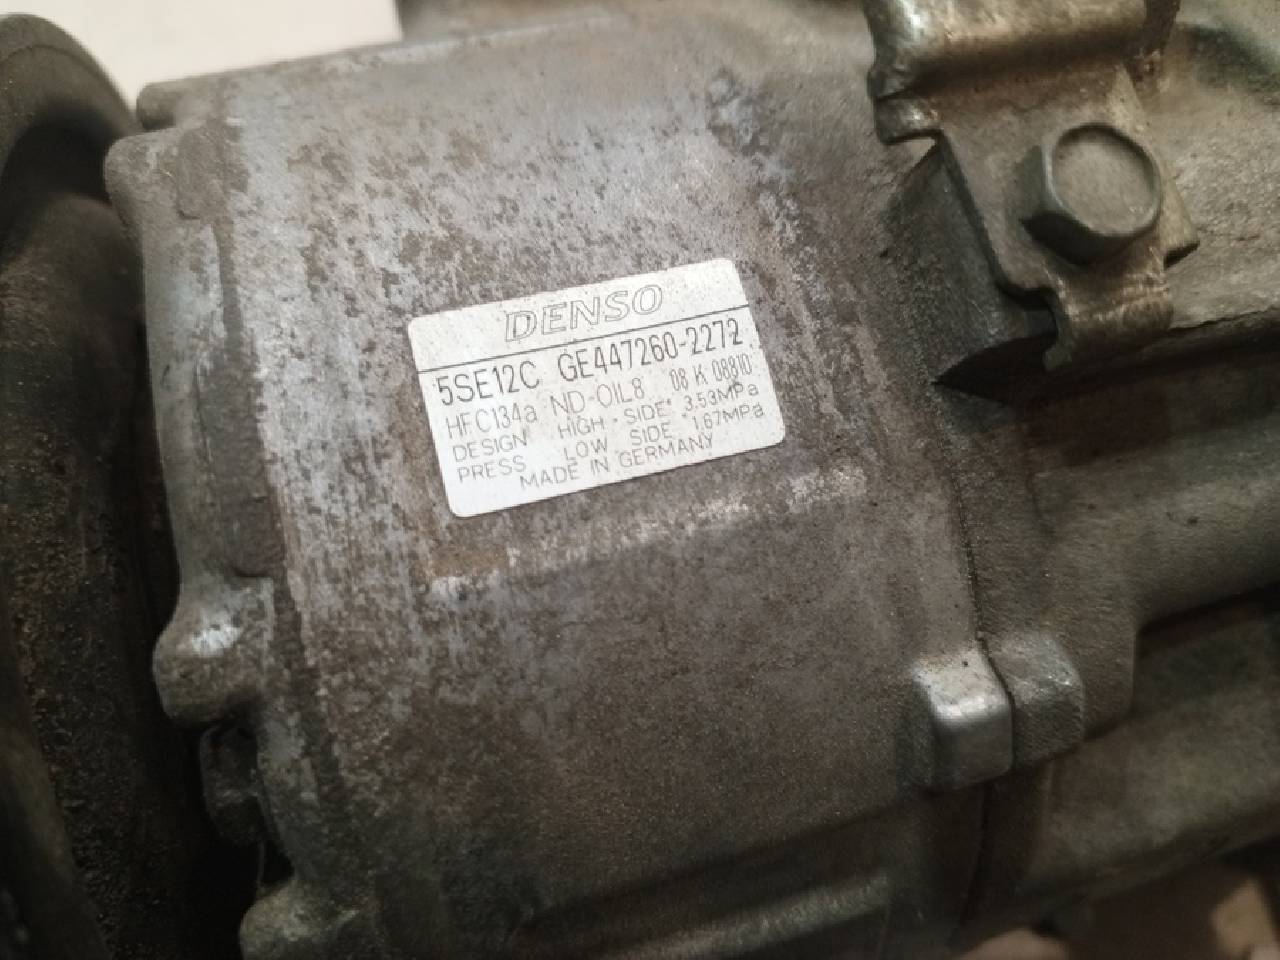 DENSO
5SE12C GE447260-2272
HFC134a ND-OIL8 08 K 08810
DESIGN HIGH · SIDE· 3.53MPa
PRESS LOW SIDE 1.67MPa
MADE IN GERMANY